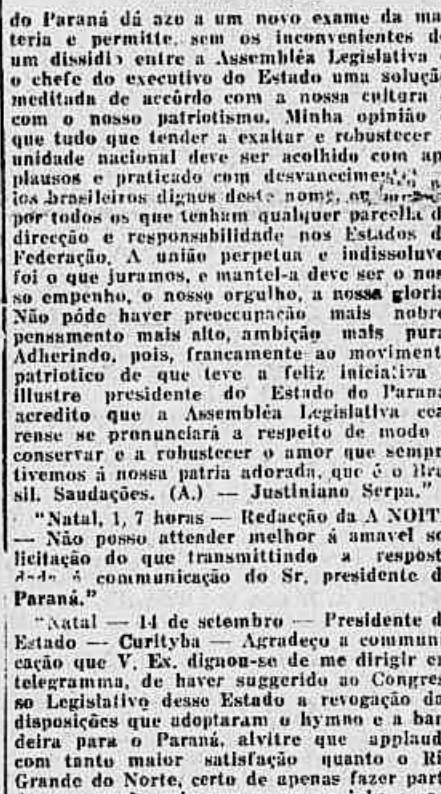 do Paraná dá azo a um novo exame da ma
teria e permitte, sem os inconvenientes d
um dissidi entre a Assembléa Legislativa
o chefe do executivo do Estado uma soluçã
meditada de accôrdo com a nossa cultura
com o nosso patriotismo. Minha opinião
que tudo que tender a exaltar e robustecer
unidade nacional deve ser acolhido com ap
plausos e praticado com
los brasileiros dignos deste nome,
por todos os que tenham qualquer parcella d
direcção e responsabilidade nos Estados d
Federação. A união perpetua e indissoluve
foi o que juramos, e mantel-a deve ser o nos
so empenho, o nosso orgulho, a nossa gloria
Não póde haver preoccupação mais nobre
pensamento mais alto, ambição mais pura
Adherindo, pois, francamente ao moviment
patriotico de que teve a feliz iniciativa
illustre presidente do Estado do Paraná
acredito que a Assembléa Legislativa cea
rense se pronunciará a respeito de modo
conservar e a robustecer o amor que sempr
tivemos á nossa patria adorada, que é o Bra
sil. Saudações. (A.) — Justiniano Serpa."
"Natal, 1, 7 horas — Redacção da A NOIT
— Não posso attender melhor á amavel so
licitação do que transmittindo a respost
dada á communicação do Sr. presidente d
Paraná."
"Natal — 14 de setembro — Presidente d
Estado — Curityba — Agradeço a communi
cação que V. Ex. dignou-se de me dirigir em
telegramma, de haver suggerido ao Congres
so Legislativo desse Estado a revogação da
disposições que adoptaram o hymno e a ban
deira para o Paraná, alvitre que applaud
com tanto maior satisfação quanto o Ri
Grande do Norte, certo de apenas fazer part